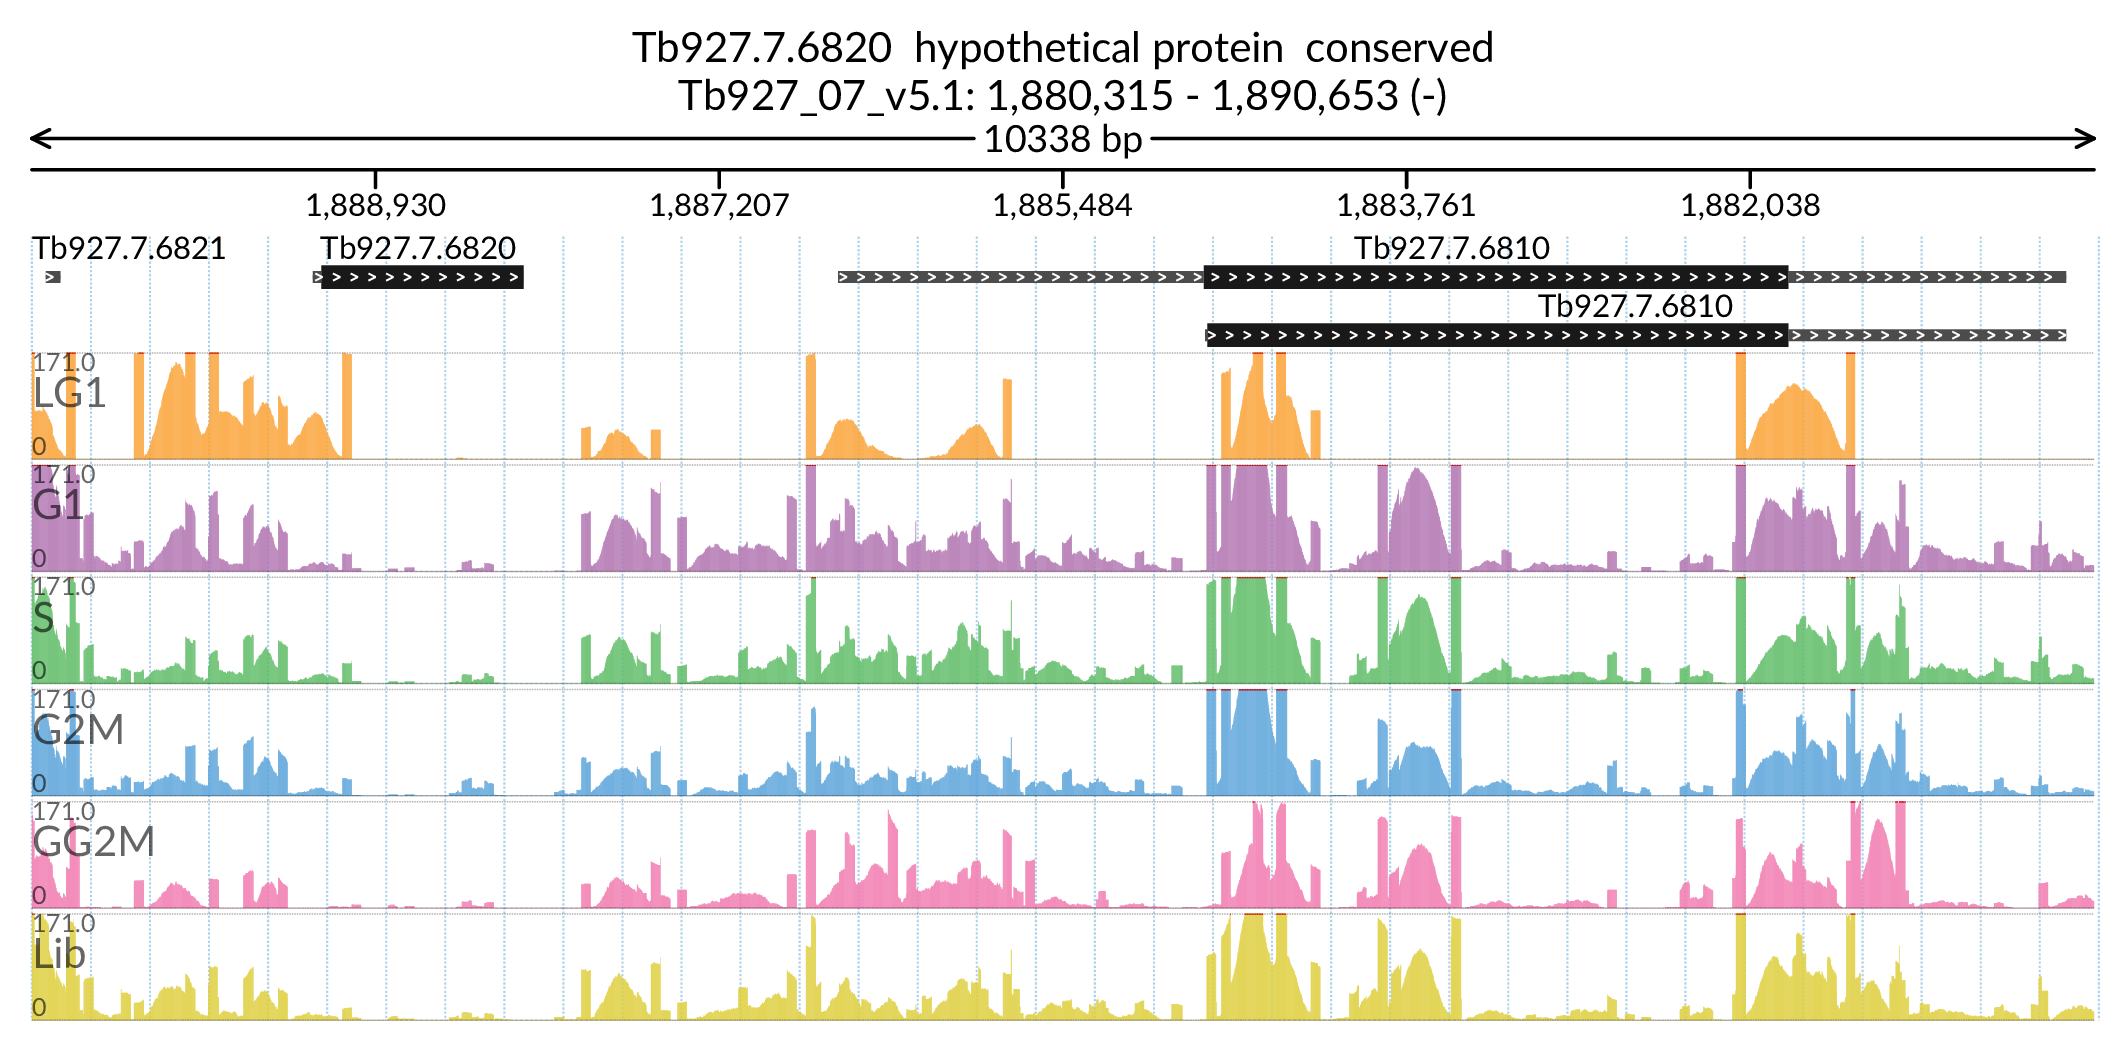 Tb927.7.6820  hypothetical protein  conserved
Tb927_07_v5.1: 1,880,315 - 1,890,653 (-)
10338 bp
1,888,930 1,887,207 1,885,484 1,883,761 1,882,038
Tb927.7.6821 Tb927.7.6820 Tb927.7.6810
Tb927.7.6810
171.0
LG1
0
171.0
G1
0
171.0
S
0
171.0
G2M
0
171.0
GG2M
0
171.0
Lib
0